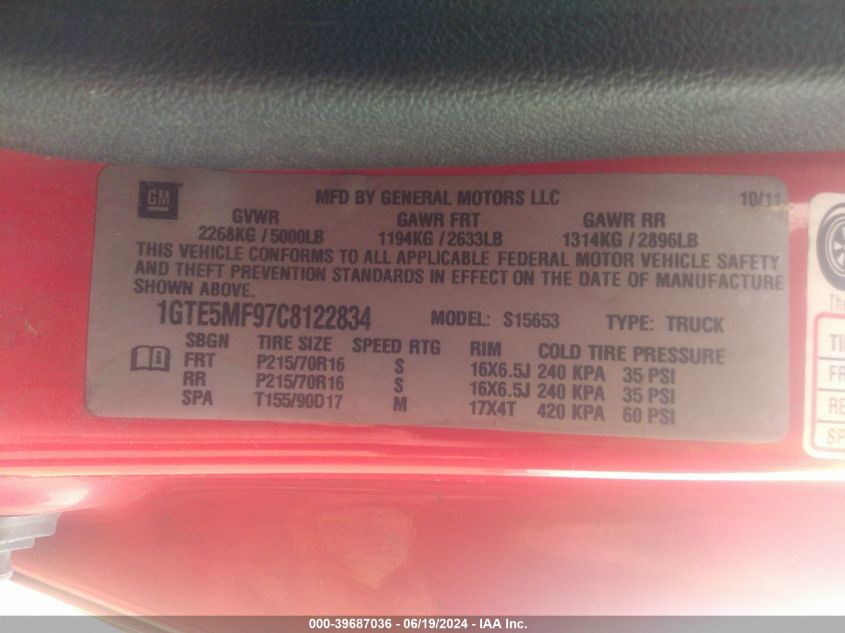 GM
MFD BY GENERAL MOTORS LLC 10/11
GVWR GAWR FRT GAWR RR
2268KG / 5000LB 1194KG / 2633LB 1314KG / 2896LB
THIS VEHICLE CONFORMS TO ALL APPLICABLE FEDERAL MOTOR VEHICLE SAFETY
AND THEFT PREVENTION STANDARDS IN EFFECT ON THE DATE OF MANUFACTURE
SHOWN ABOVE.
1GTE5MF97C8122834 MODEL: S15653 TYPE: TRUCK
SBGN TIRE SIZE SPEED RTG RIM COLD TIRE PRESSURE
FRT P215/70R16 S 16X6.5J 240 KPA 35 PSI
RR P215/70R16 S 16X6.5J 240 KPA 35 PSI
SPA T155/90D17 M 17X4T 420 KPA 60 PSI
000-39687036 - 06/19/2024 - IAA Inc.